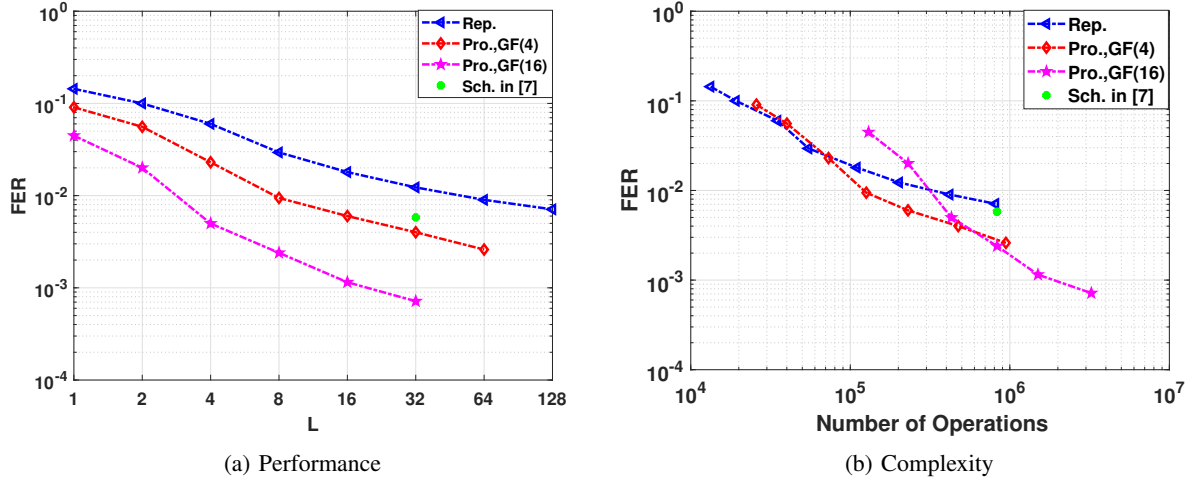 10^0
10^-1
10^-2
10^-3
10^-4
FER
1 2 4 8 16 32 64 128
L
Rep.
Pro.,GF(4)
Pro.,GF(16)
Sch. in [7]
(a) Performance
10^0
10^-1
10^-2
10^-3
10^-4
FER
10^4 10^5 10^6 10^7
Number of Operations
Rep.
Pro.,GF(4)
Pro.,GF(16)
Sch. in [7]
(b) Complexity